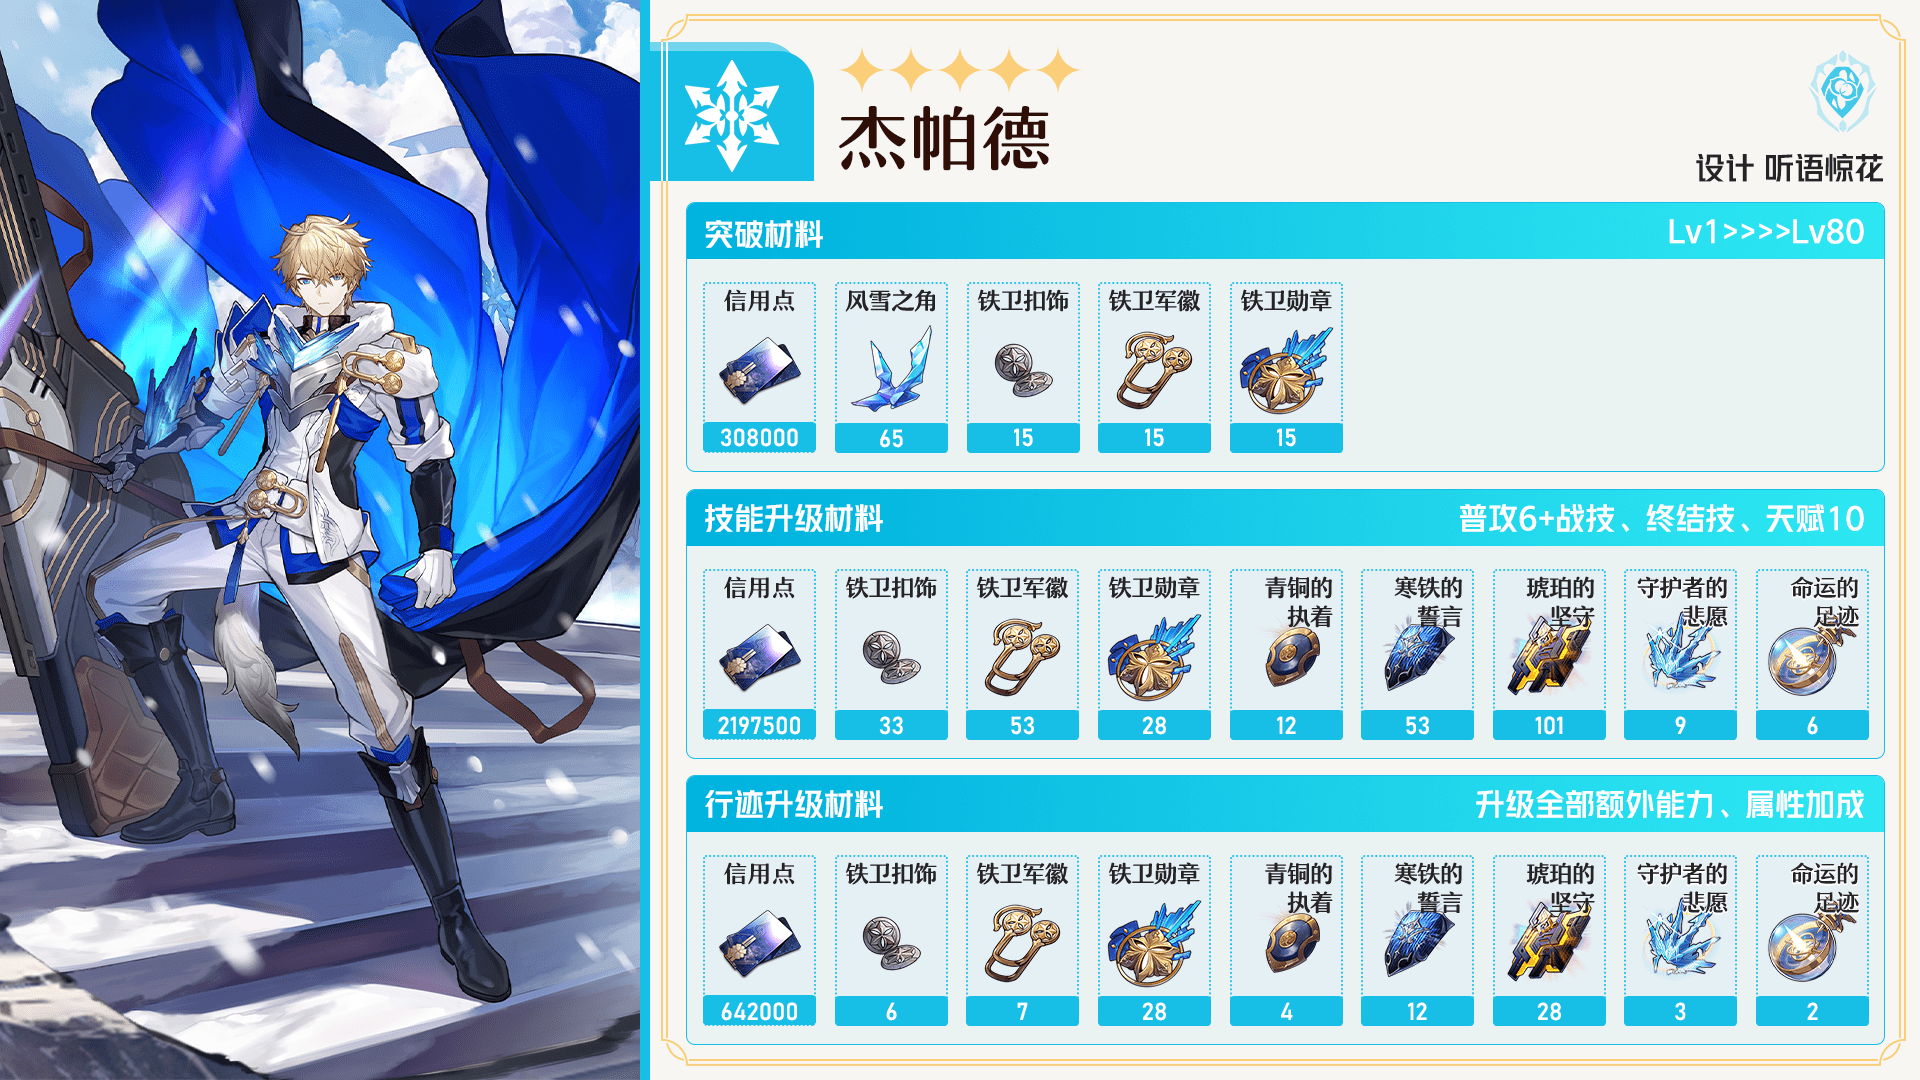 杰帕德
设计 听语惊花
突破材料
Lv1>>>>Lv80
信用点
风雪之角
铁卫扣饰
铁卫军徽
铁卫勋章
308000
65
15
15
15
技能升级材料
普攻6+战技、终结技、天赋10
信用点
铁卫扣饰
铁卫军徽
铁卫勋章
青铜的
执着
寒铁的
誓言
琥珀的
坚守
守护者的
悲愿
命运的
足迹
2197500
33
53
28
12
53
101
9
6
行迹升级材料
升级全部额外能力、属性加成
信用点
铁卫扣饰
铁卫军徽
铁卫勋章
青铜的
执着
寒铁的
誓言
琥珀的
坚守
守护者的
悲愿
命运的
足迹
642000
6
7
28
4
12
28
3
2